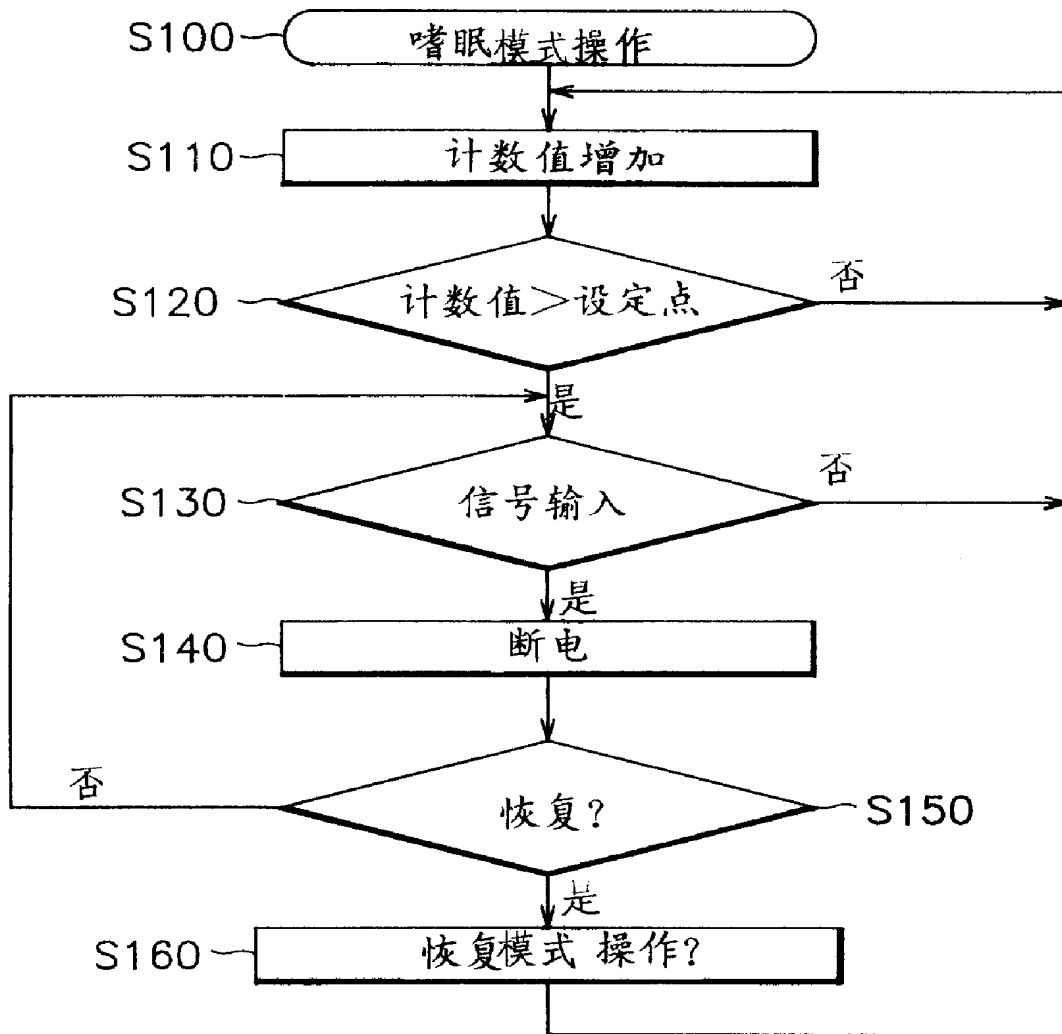 S100 嗜眠模式操作
S110 计数值增加
S120 计数值>设定点 否
是
S130 信号输入 否
是
S140 断电
否 恢复? S150
是
S160 恢复模式 操作?